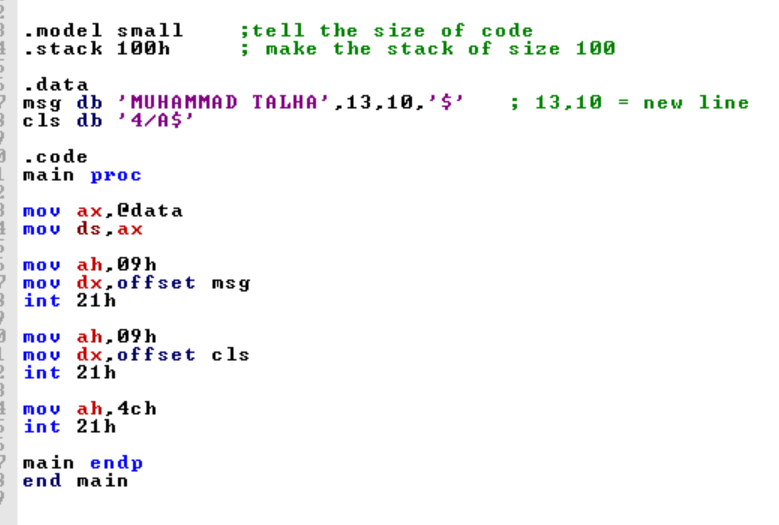 .model small ;tell the size of code
.stack 100h ; make the stack of size 100
.data
msg db 'MUHAMMAD TALHA',13,10,'$' ; 13,10 = new line
cls db '4/A$'
.code
main proc
mov ax,@data
mov ds,ax
mov ah,09h
mov dx,offset msg
int 21h
mov ah,09h
mov dx,offset cls
int 21h
mov ah,4ch
int 21h
main endp
end main